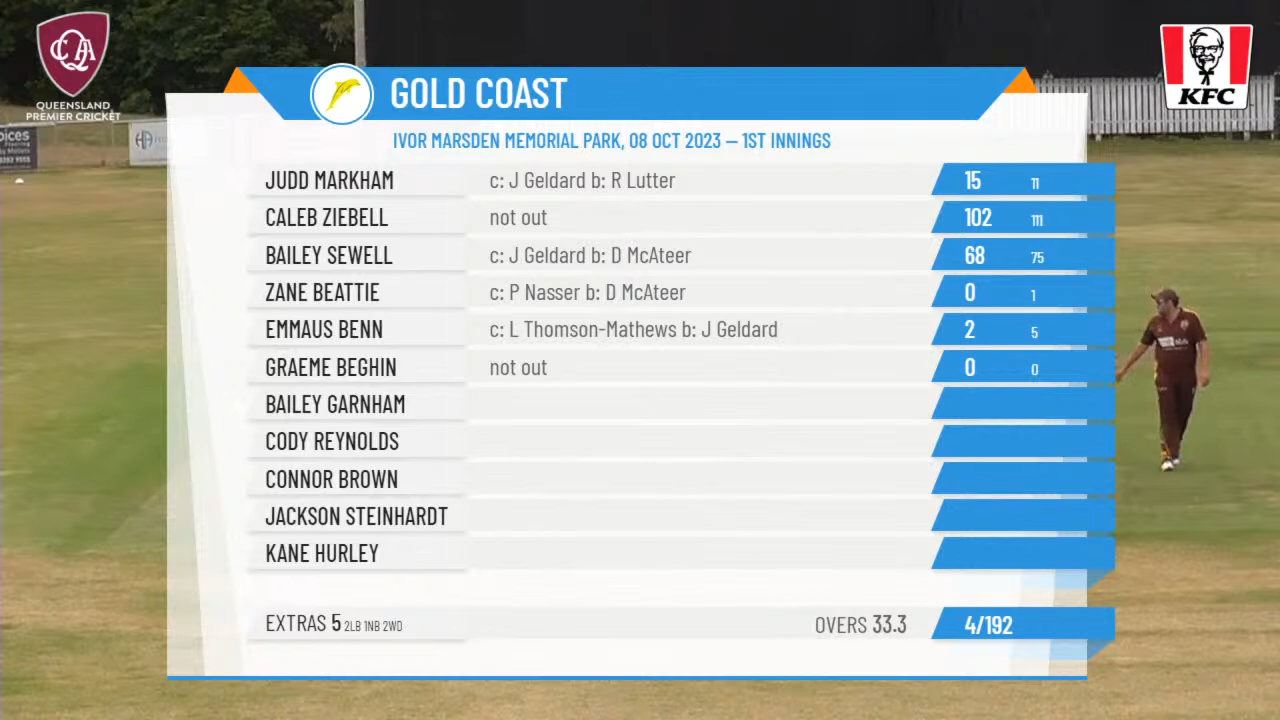 QUEENSLAND
PREMIER CRICKET
KFC
GOLD COAST
IVOR MARSDEN MEMORIAL PARK, 08 OCT 2023 – 1ST INNINGS
JUDD MARKHAM c: J Geldard b: R Lutter 15 11
CALEB ZIEBELL not out 102 111
BAILEY SEWELL c: J Geldard b: D McAteer 68 75
ZANE BEATTIE c: P Nasser b: D McAteer 0 1
EMMAUS BENN c: L Thomson-Mathews b: J Geldard 2 5
GRAEME BEGHIN not out 0 0
BAILEY GARNHAM
CODY REYNOLDS
CONNOR BROWN
JACKSON STEINHARDT
KANE HURLEY
EXTRAS 5 2LB 1NB 2WD OVERS 33.3 4/192